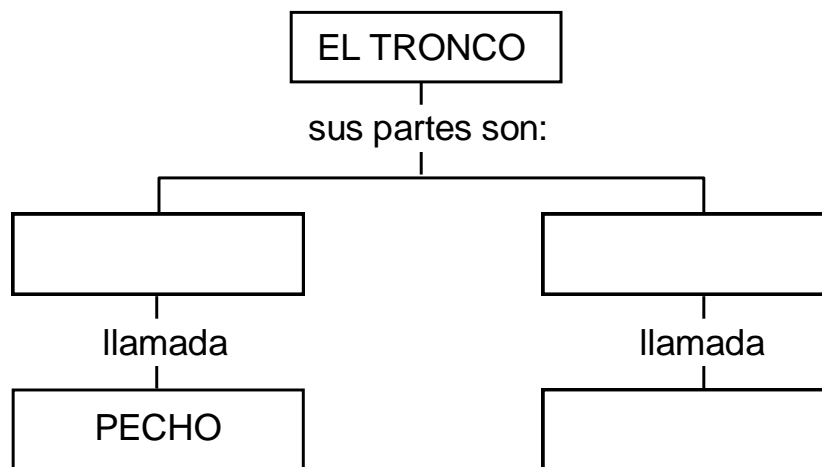 EL TRONCO
sus partes son:
llamada
llamada
PECHO